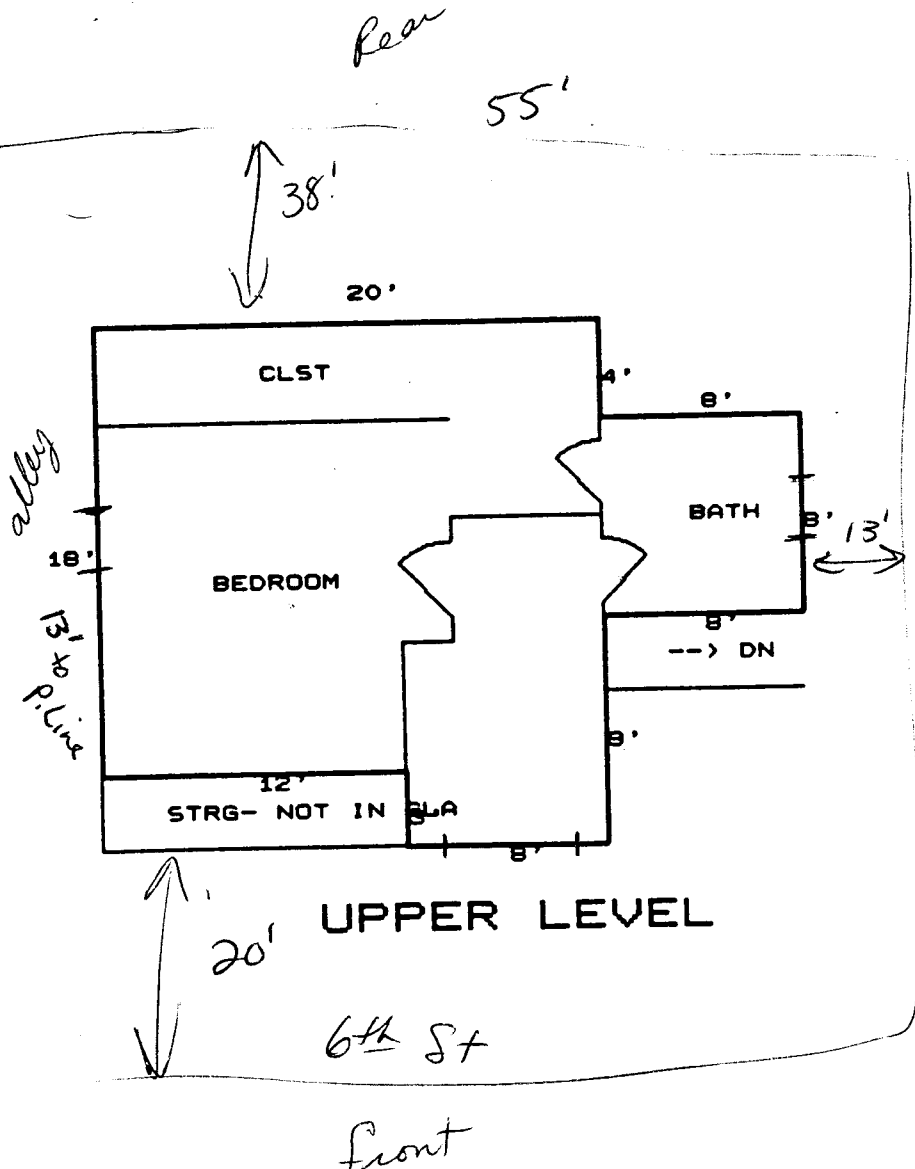 Rear
55'
38'
20'
CLST
4'
8'
alley
BATH
8'
13'
18'
BEDROOM
13' to
P. Line
8'
--> DN
8'
12'
STRG- NOT IN GLA
8'
UPPER LEVEL
20'
6th St
front